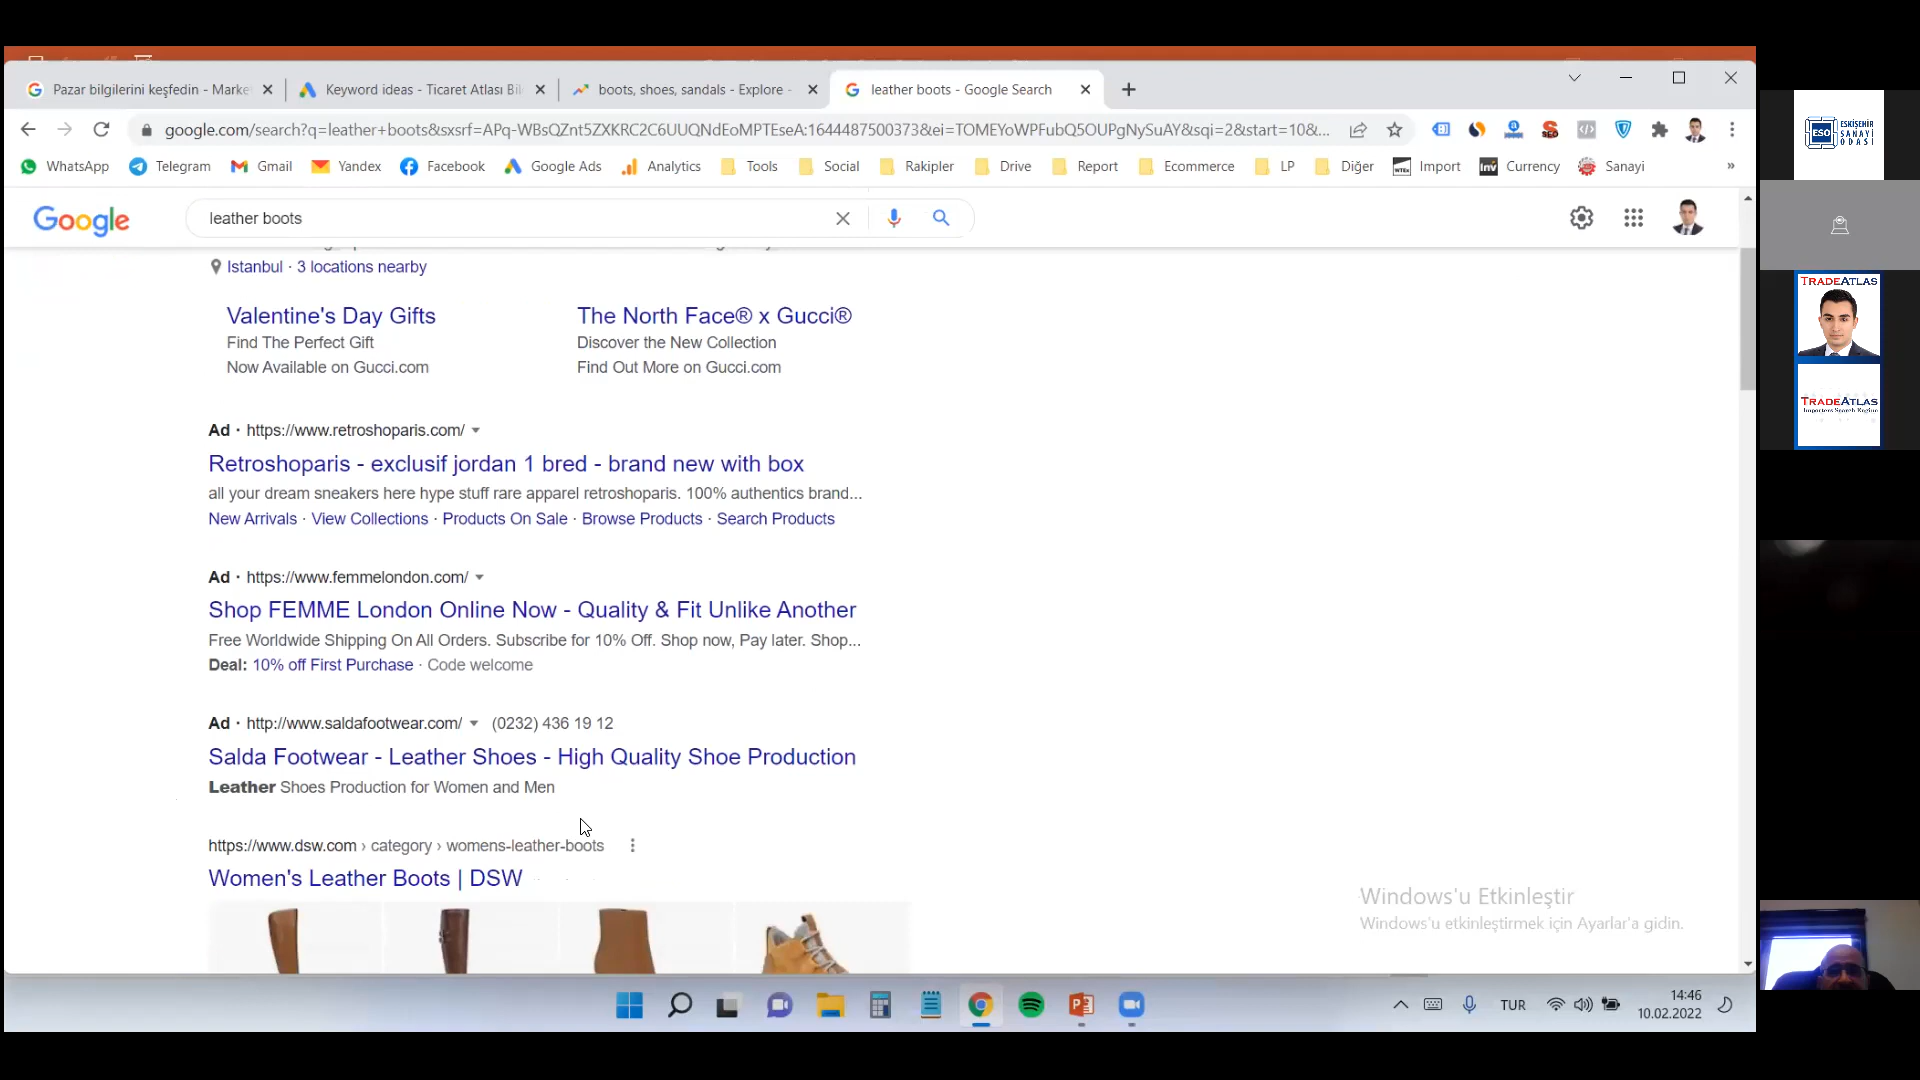 Pazar bilgilerini keşfedin - Marke
Keyword ideas - Ticaret Atlası Bil
boots, shoes, sandals - Explore -
leather boots - Google Search
google.com/search?q=leather+boots&sxsrf=APq-WBsQZnt5ZXKRC2C6UUQNdEoMPTEseA:1644487500373&ei=TOMEYoWPFubQ5OUPgNySuAY&sqi=2&start=10&...
WhatsApp
Telegram
Gmail
Yandex
Facebook
Google Ads
Analytics
Tools
Social
Rakipler
Drive
Report
Ecommerce
LP
Diğer
Import
Currency
Sanayi
»
Google
leather boots
Istanbul · 3 locations nearby
Valentine's Day Gifts
Find The Perfect Gift
Now Available on Gucci.com
The North Face® x Gucci®
Discover the New Collection
Find Out More on Gucci.com
Ad · https://www.retroshoparis.com/
Retroshoparis - exclusif jordan 1 bred - brand new with box
all your dream sneakers here hype stuff rare apparel retroshoparis. 100% authentics brand...
New Arrivals · View Collections · Products On Sale · Browse Products · Search Products
Ad · https://www.femmelondon.com/
Shop FEMME London Online Now - Quality & Fit Unlike Another
Free Worldwide Shipping On All Orders. Subscribe for 10% Off. Shop now, Pay later. Shop...
Deal: 10% off First Purchase · Code welcome
Ad · http://www.saldafootwear.com/ (0232) 436 19 12
Salda Footwear - Leather Shoes - High Quality Shoe Production
Leather Shoes Production for Women and Men
https://www.dsw.com › category › womens-leather-boots
Women's Leather Boots | DSW
Windows'u Etkinleştir
Windows'u etkinleştirmek için Ayarlar'a gidin.
TUR
14:46
10.02.2022
ESO
ESKİŞEHİR
SANAYİ
ODASI
TRADEATLAS
TRADEATLAS
Importers Search Engine